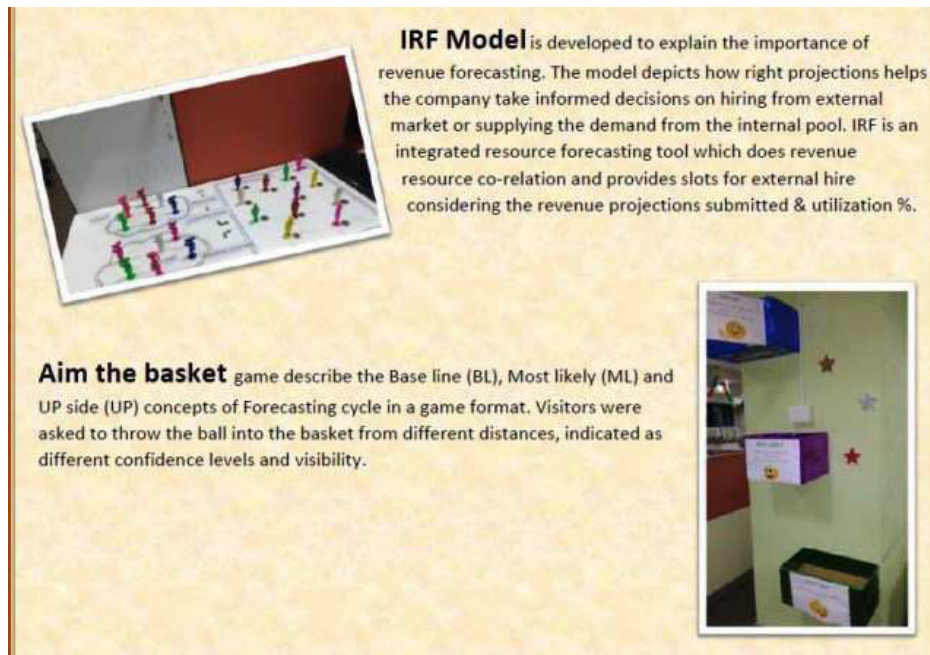 IRF Model is developed to explain the importance of
revenue forecasting. The model depicts how right projections helps
the company take informed decisions on hiring from external
market or supplying the demand from the internal pool. IRF is an
integrated resource forecasting tool which does revenue
resource co-relation and provides slots for external hire
considering the revenue projections submitted & utilization %.
Aim the basket game describe the Base line (BL), Most likely (ML) and
UP side (UP) concepts of Forecasting cycle in a game format. Visitors were
asked to throw the ball into the basket from different distances, indicated as
different confidence levels and visibility.